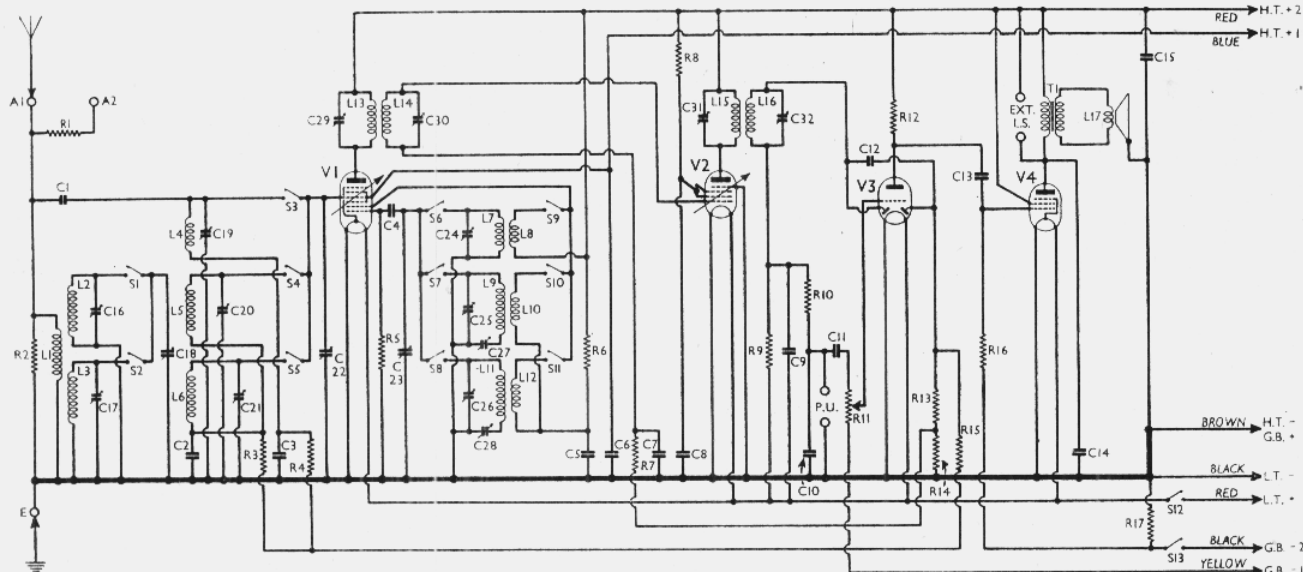 H.T.+2
RED
H.T.+1
BLUE
R8
C15
A1
A2
R1
L13
L14
C29
C30
C31
L15
L16
C32
R12
EXT.
L.S.
T1
L17
C1
V1
V2
C12
V3
C13
V4
S3
C4
S6
L7
S9
L4
C19
C24
L8
L2
S1
S4
S7
L9
S10
C16
L5
C20
C25
L10
R10
R2
L1
C18
C22
R5
C23
C27
R6
R9
C9
C11
R16
L3
S2
S5
S8
L11
S11
P.U.
R11
C17
L6
C21
C26
L12
R13
C28
BROWN
H.T. -
G.B. +
C2
R3
C3
R4
C5
C6
C7
R7
C8
C10
R14
R15
C14
BLACK
L.T. -
RED
L.T. +
S12
E
R17
BLACK
G.B. - 2
S13
YELLOW
G.B. - 1